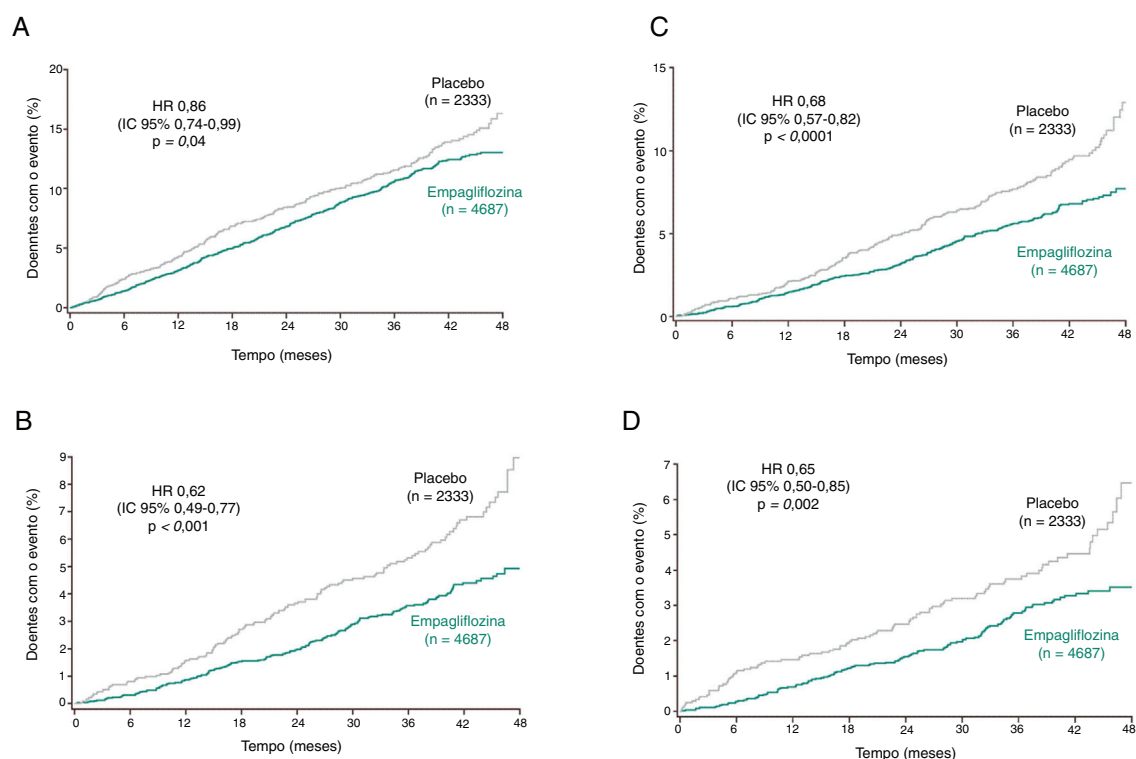 A
Doenntes com o evento (%)
20
15
10
5
0
HR 0,86
(IC 95% 0,74-0,99)
p = 0,04
Placebo
(n = 2333)
Empagliflozina
(n = 4687)
0 6 12 18 24 30 36 42 48
Tempo (meses)
C
Doentes com o evento (%)
15
10
5
0
HR 0,68
(IC 95% 0,57-0,82)
p < 0,0001
Placebo
(n = 2333)
Empagliflozina
(n = 4687)
0 6 12 18 24 30 36 42 48
Tempo (meses)
B
Doentes com o evento (%)
9
8
7
6
5
4
3
2
1
0
HR 0,62
(IC 95% 0,49-0,77)
p < 0,001
Placebo
(n = 2333)
Empagliflozina
(n = 4687)
0 6 12 18 24 30 36 42 48
Tempo (meses)
D
Doentes com o evento (%)
7
6
5
4
3
2
1
0
HR 0,65
(IC 95% 0,50-0,85)
p = 0,002
Placebo
(n = 2333)
Empagliflozina
(n = 4687)
0 6 12 18 24 30 36 42 48
Tempo (meses)